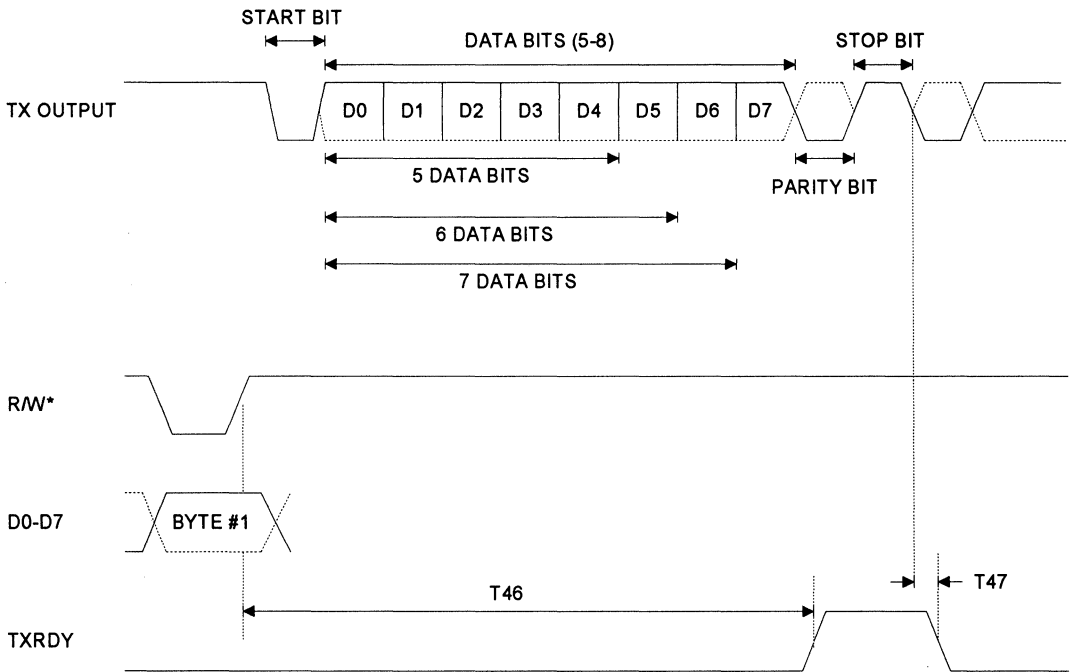 START BIT
DATA BITS (5-8)
STOP BIT
TX OUTPUT
D0 D1 D2 D3 D4 D5 D6 D7
5 DATA BITS
PARITY BIT
6 DATA BITS
7 DATA BITS
R/W*
D0-D7
BYTE #1
T46
T47
TXRDY